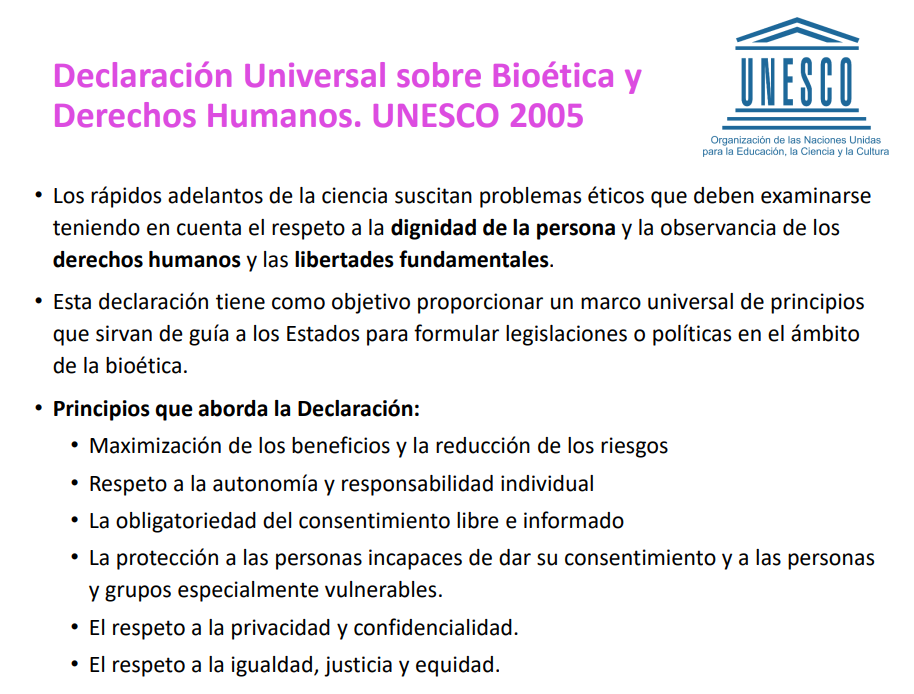 Declaración Universal sobre Bioética y
Derechos Humanos. UNESCO 2005
UNESCO
Organización de las Naciones Unidas
para la Educación, la Ciencia y la Cultura
• Los rápidos adelantos de la ciencia suscitan problemas éticos que deben examinarse
teniendo en cuenta el respeto a la dignidad de la persona y la observancia de los
derechos humanos y las libertades fundamentales.
• Esta declaración tiene como objetivo proporcionar un marco universal de principios
que sirvan de guía a los Estados para formular legislaciones o políticas en el ámbito
de la bioética.
• Principios que aborda la Declaración:
• Maximización de los beneficios y la reducción de los riesgos
• Respeto a la autonomía y responsabilidad individual
• La obligatoriedad del consentimiento libre e informado
• La protección a las personas incapaces de dar su consentimiento y a las personas
y grupos especialmente vulnerables.
• El respeto a la privacidad y confidencialidad.
• El respeto a la igualdad, justicia y equidad.